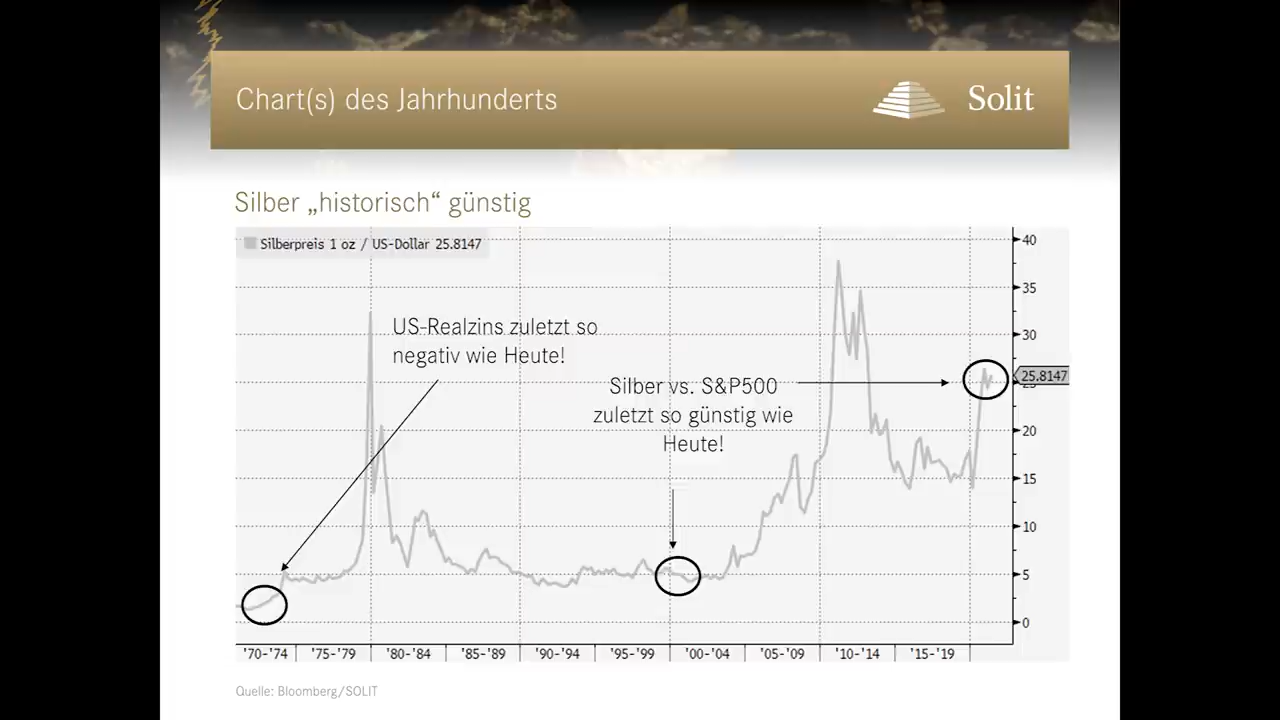 Chart(s) des Jahrhunderts
Solit
Silber „historisch“ günstig
Silberpreis 1 oz / US-Dollar 25.8147
40
35
30
25.8147
20
15
10
5
0
US-Realzins zuletzt so
negativ wie Heute!
Silber vs. S&P500
zuletzt so günstig wie
Heute!
'70-'74 '75-'79 '80-'84 '85-'89 '90-'94 '95-'99 '00-'04 '05-'09 '10-'14 '15-'19
Quelle: Bloomberg/SOLIT